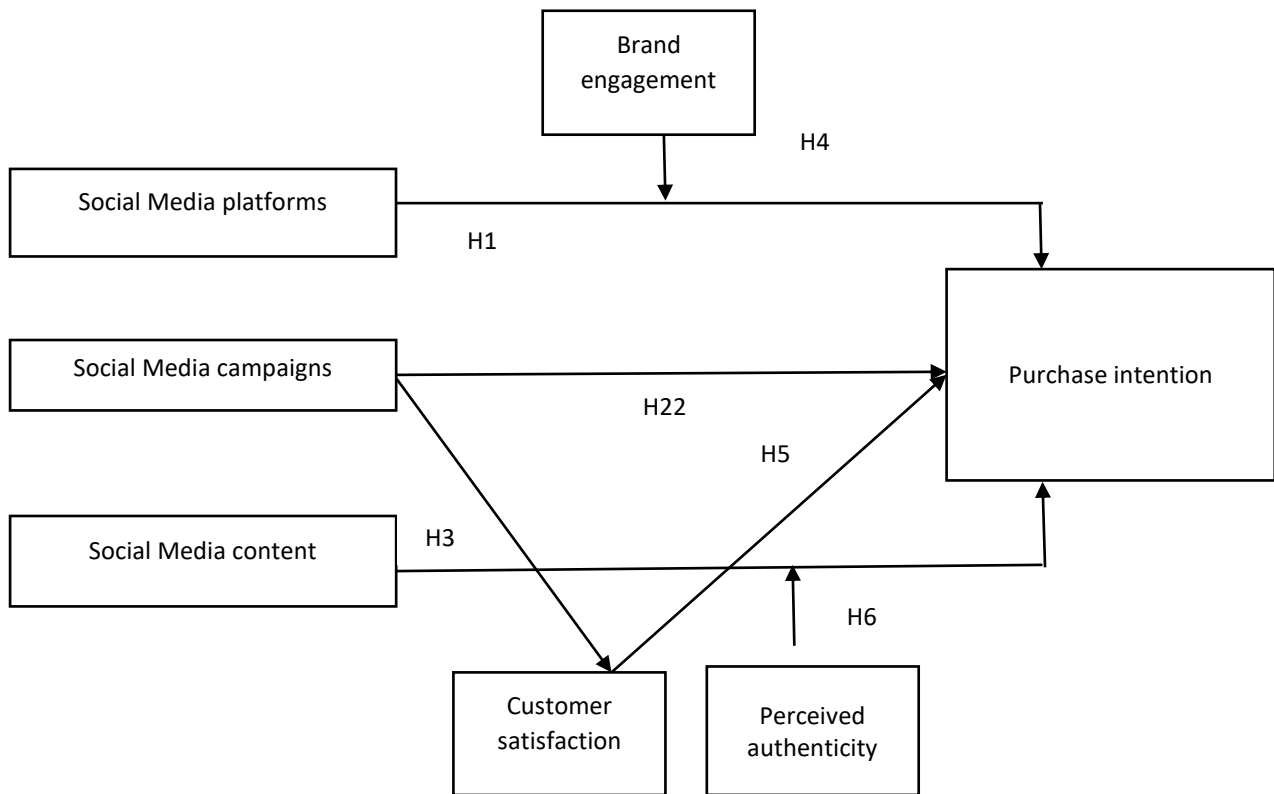 Brand
engagement
H4
Social Media platforms
H1
Social Media campaigns
Purchase intention
H22
H5
H3
Social Media content
H6
Customer
satisfaction
Perceived
authenticity